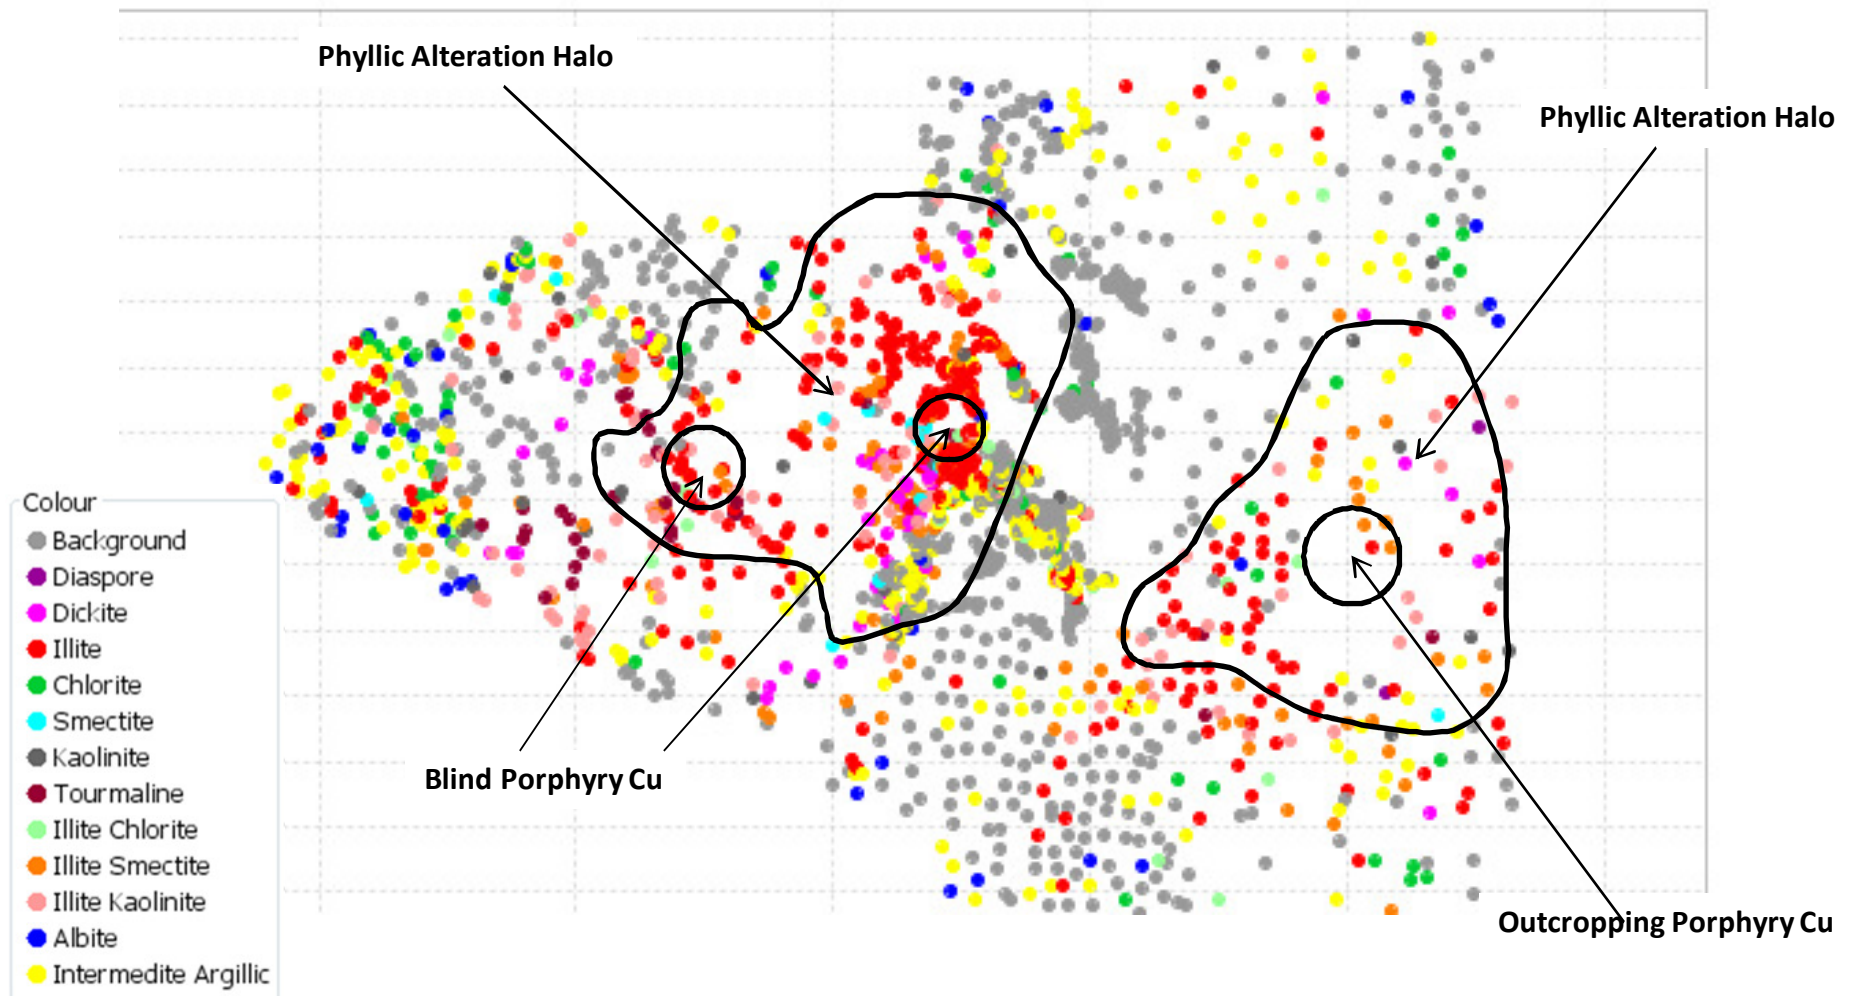 Phyllic Alteration Halo
Phyllic Alteration Halo
Colour
Background
Diaspore
Dickite
Illite
Chlorite
Smectite
Kaolinite
Tourmaline
Illite Chlorite
Illite Smectite
Illite Kaolinite
Albite
Intermedite Argillic
Blind Porphyry Cu
Outcropping Porphyry Cu